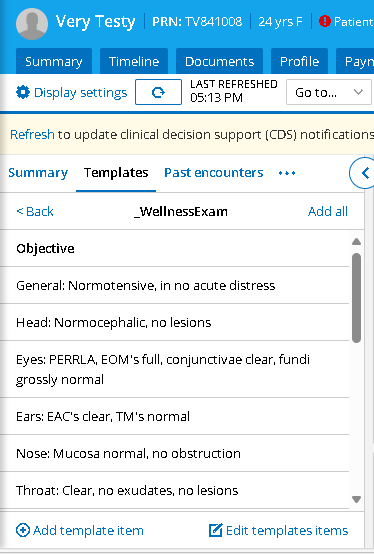 Very Testy PRN: TV841008 24 yrs F Patient
Summary Timeline Documents Profile Payn
Display settings LAST REFRESHED Go to...
05:13 PM
Refresh to update clinical decision support (CDS) notifications
Summary Templates Past encounters ...
< Back _WellnessExam Add all
Objective
General: Normotensive, in no acute distress
Head: Normocephalic, no lesions
Eyes: PERRLA, EOM's full, conjunctivae clear, fundi
grossly normal
Ears: EAC's clear, TM's normal
Nose: Mucosa normal, no obstruction
Throat: Clear, no exudates, no lesions
Add template item Edit templates items